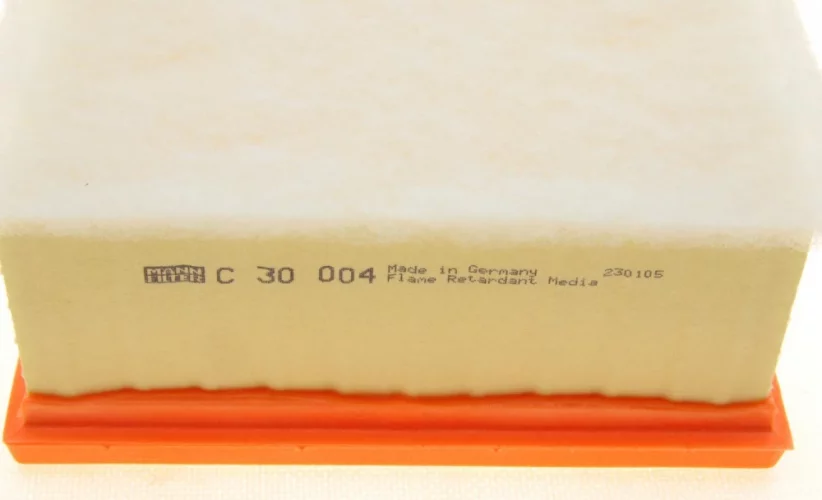 MANN FILTER C 30 004 Made in Germany 230105
Flame Retardant Media